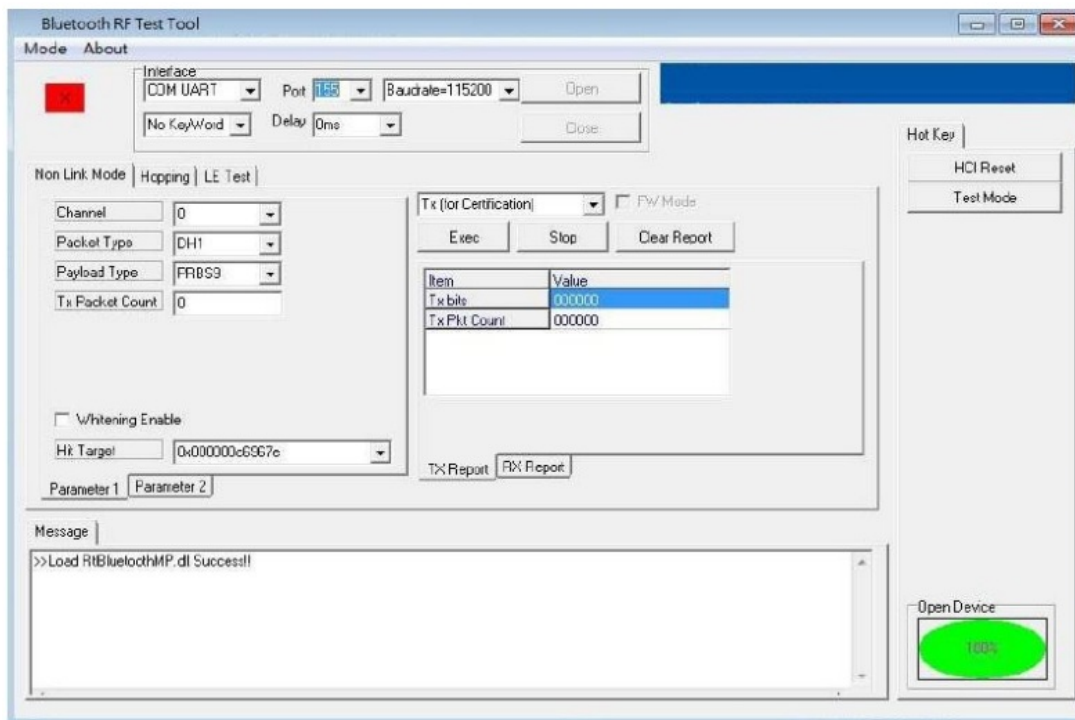 Bluetooth RF Test Tool
Mode About
Interface
COM UART Port 155 Baudrate=115200 Open
No KeyWord Delay 0ms Close
Hot Key
HCI Reset
Test Mode
Non Link Mode Hopping LE Test
Channel 0
Packet Type DH1
Payload Type PRBS9
Tx Packet Count 0
Whitening Enable
Hit Target 0x000000c6967e
Parameter 1 Parameter 2
Tx (for Certification) FW Mode
Exec Stop Clear Report
Item Value
Tx bits 000000
Tx Pkt Count 000000
TX Report RX Report
Message
>>Load RtBluetoothMP.dll Success!!
Open Device
100%